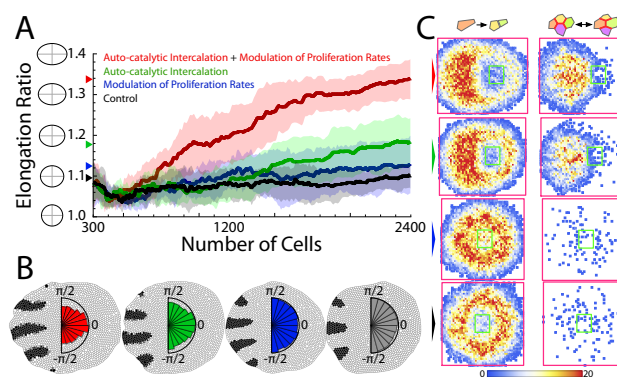 A
Auto-catalytic Intercalation + Modulation of Proliferation Rates
Auto-catalytic Intercalation
Modulation of Proliferation Rates
Control
Elongation Ratio
1.4
1.3
1.2
1.1
1.0
300
1200
2400
Number of Cells
B
π/2
0
-π/2
π/2
0
-π/2
π/2
0
-π/2
π/2
0
-π/2
C
0
20